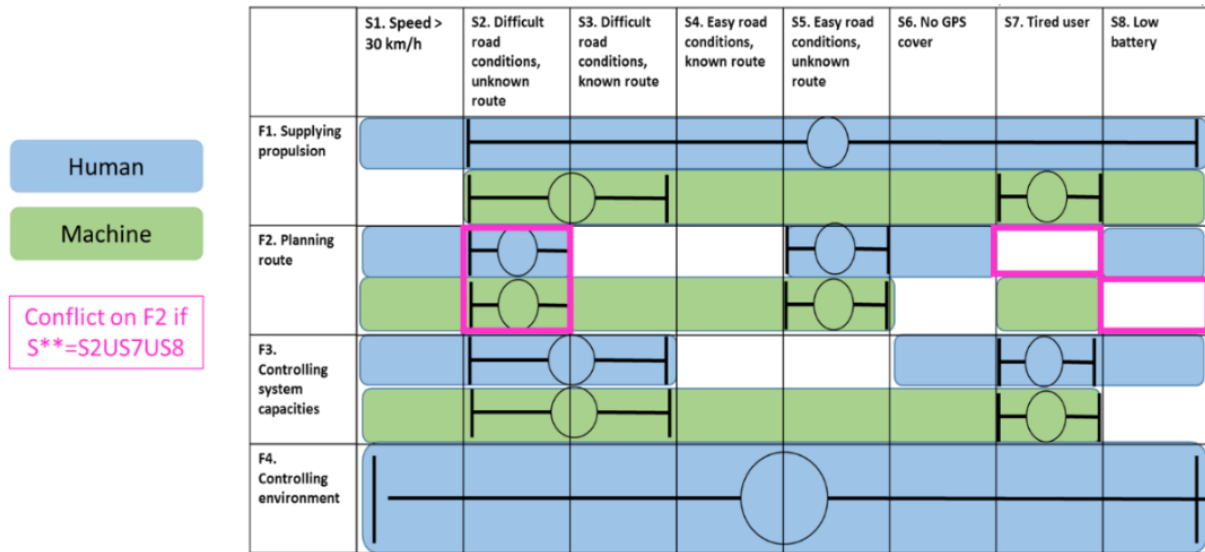 S1. Speed >
30 km/h
S2. Difficult
road
conditions,
unknown
route
S3. Difficult
road
conditions,
known route
S4. Easy road
conditions,
known route
S5. Easy road
conditions,
unknown
route
S6. No GPS
cover
S7. Tired user
S8. Low
battery
Human
Machine
Conflict on F2 if
S**=S2US7US8
F1. Supplying
propulsion
F2. Planning
route
F3.
Controlling
system
capacities
F4.
Controlling
environment